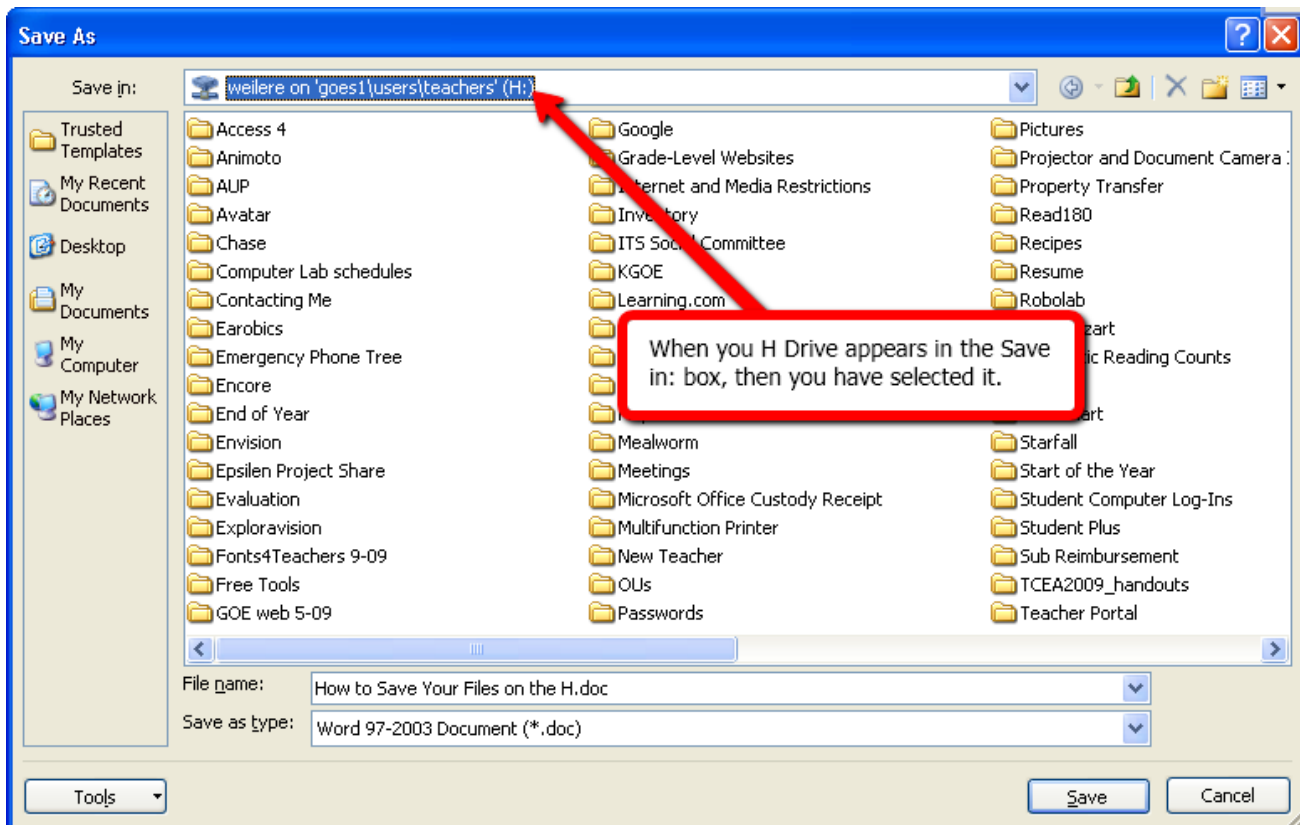 Save As
Save in:
weilere on 'goes1\users\teachers' (H:)
Trusted
Templates
My Recent
Documents
Desktop
My
Documents
My
Computer
My Network
Places
Access 4
Animoto
AUP
Avatar
Chase
Computer Lab schedules
Contacting Me
Earobics
Emergency Phone Tree
Encore
End of Year
Envision
Epsilen Project Share
Evaluation
Exploravision
Fonts4Teachers 9-09
Free Tools
GOE web 5-09
Google
Grade-Level Websites
Internet and Media Restrictions
Inventory
ITS Social Committee
KGOE
Learning.com
Mealworm
Meetings
Microsoft Office Custody Receipt
Multifunction Printer
New Teacher
OUs
Passwords
Pictures
Projector and Document Camera
Property Transfer
Read180
Recipes
Resume
Robolab
Reading Counts
Starfall
Start of the Year
Student Computer Log-Ins
Student Plus
Sub Reimbursement
TCEA2009_handouts
Teacher Portal
When you H Drive appears in the Save
in: box, then you have selected it.
File name:
How to Save Your Files on the H.doc
Save as type:
Word 97-2003 Document (*.doc)
Tools
Save
Cancel